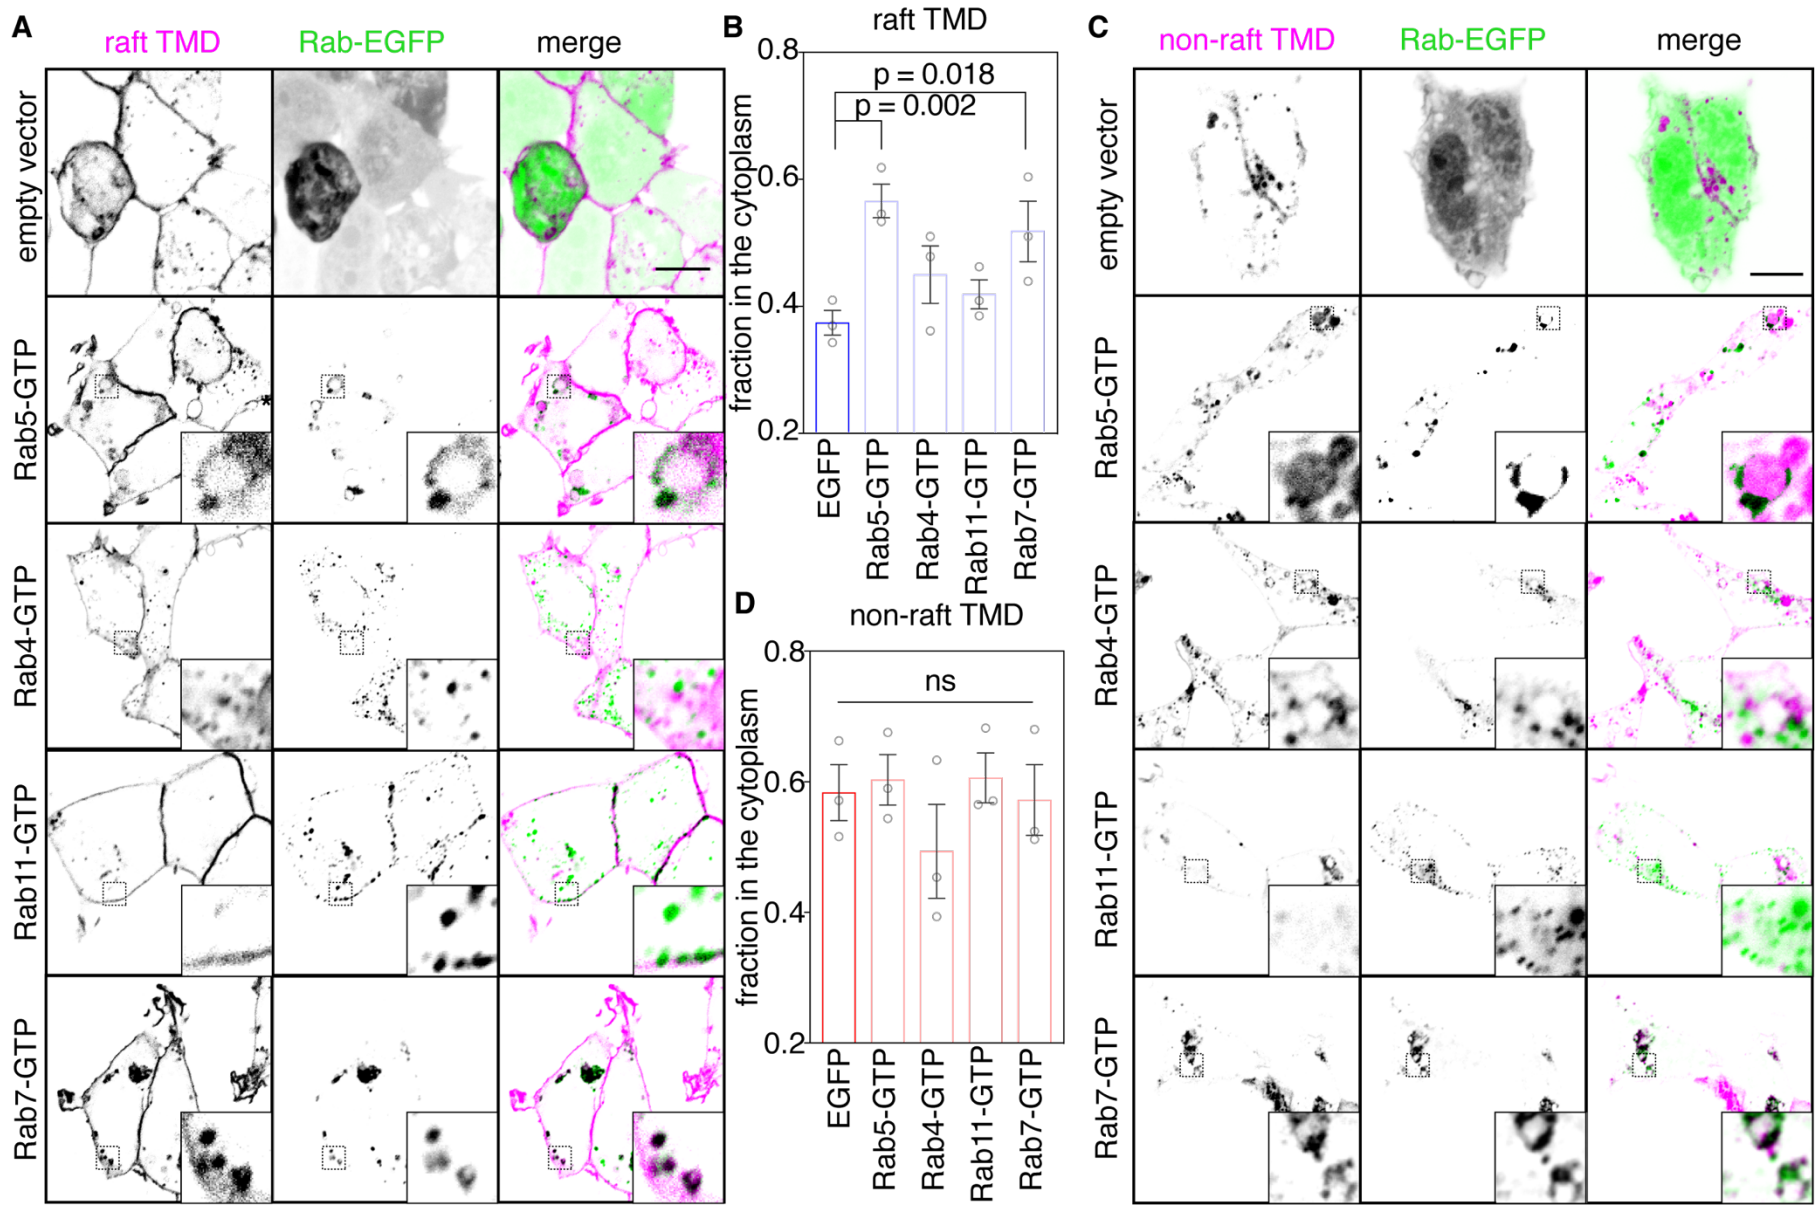 A
raft TMD
Rab-EGFP
merge
empty vector
Rab5-GTP
Rab4-GTP
Rab11-GTP
Rab7-GTP
*
B
raft TMD
fraction in the cytoplasm
0.8
0.6
0.4
0.2
p = 0.018
p = 0.002
EGFP
Rab5-GTP
Rab4-GTP
Rab11-GTP
Rab7-GTP
D
non-raft TMD
fraction in the cytoplasm
0.8
0.6
0.4
0.2
ns
EGFP
Rab5-GTP
Rab4-GTP
Rab11-GTP
Rab7-GTP
C
non-raft TMD
Rab-EGFP
merge
empty vector
Rab5-GTP
Rab4-GTP
Rab11-GTP
Rab7-GTP